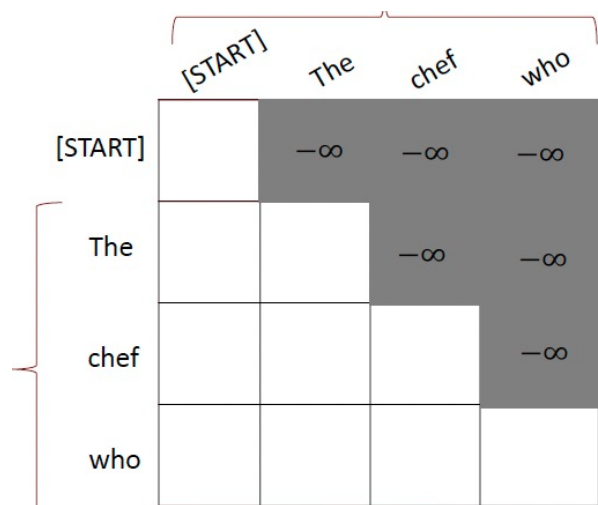 [START] The chef who
[START] −∞ −∞ −∞
The −∞ −∞
chef −∞
who